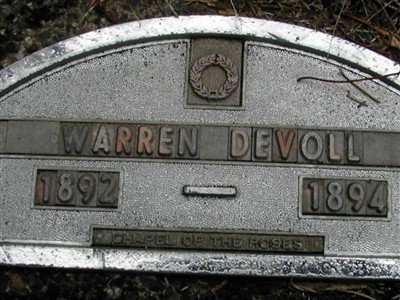 WARREN DEVOLL
1892 - 1894
CHAPEL OF THE ROSES